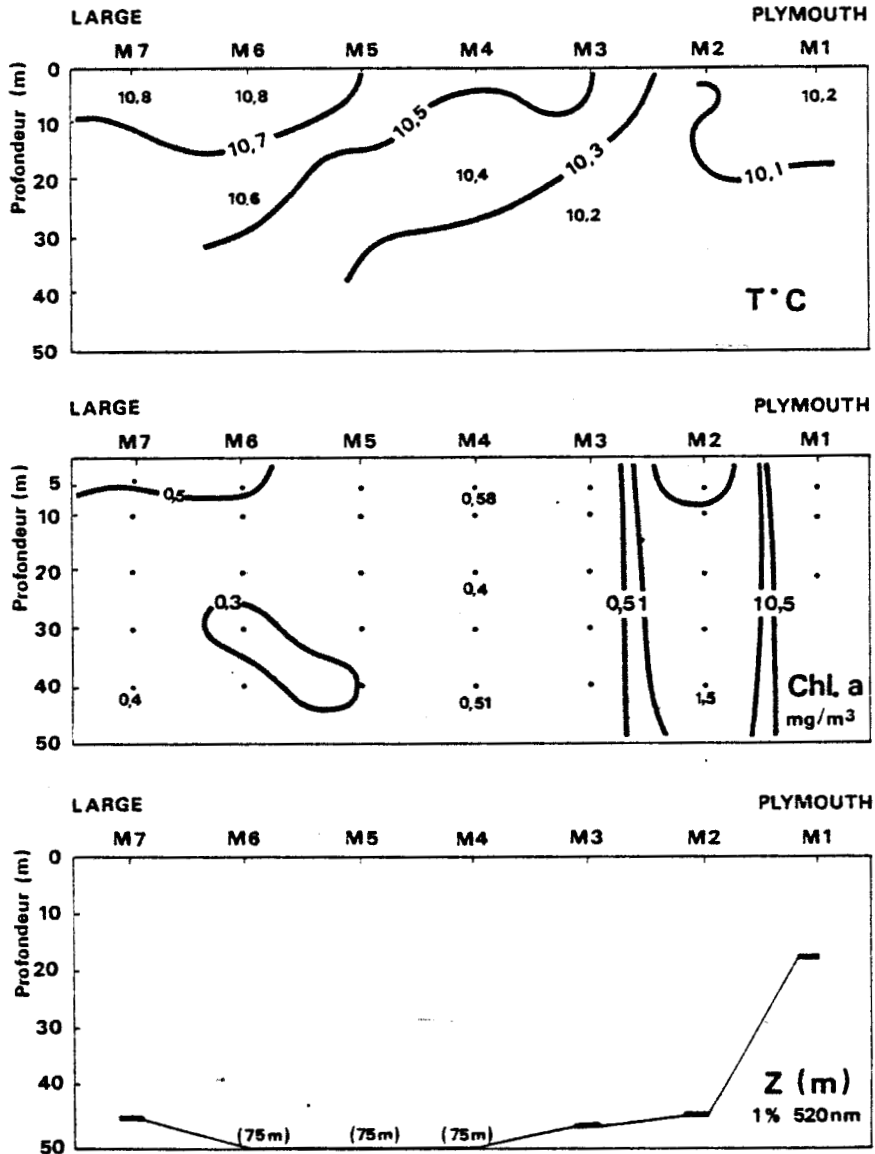 LARGE PLYMOUTH
M7 M6 M5 M4 M3 M2 M1
Profondeur (m)
0
10
20
30
40
50
10,8 10,8 10,2
10,7 10,5 10,3 10,1
10,6 10,4 10,2
T°C
LARGE PLYMOUTH
M7 M6 M5 M4 M3 M2 M1
Profondeur (m)
0
5
10
20
30
40
50
0,5 0,58
0,4
0,3 0,51 10,5
0,4 0,51 1,5
Chl. a
mg/m³
LARGE PLYMOUTH
M7 M6 M5 M4 M3 M2 M1
Profondeur (m)
0
10
20
30
40
50
(75m) (75m) (75m)
Z (m)
1% 520nm